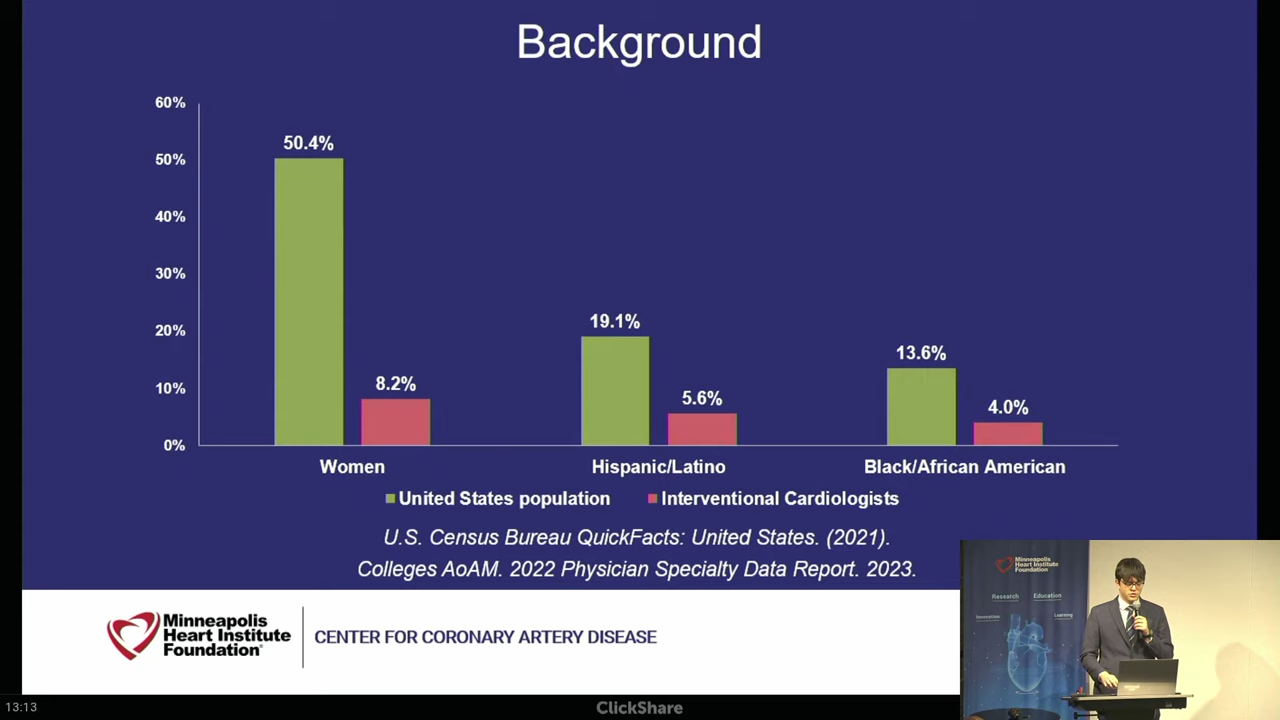 Background
60%
50%
40%
30%
20%
10%
0%
50.4%
8.2%
19.1%
5.6%
13.6%
4.0%
Women
Hispanic/Latino
Black/African American
United States population
Interventional Cardiologists
U.S. Census Bureau QuickFacts: United States. (2021).
Colleges AoAM. 2022 Physician Specialty Data Report. 2023.
Minneapolis
Heart Institute
Foundation®
CENTER FOR CORONARY ARTERY DISEASE
Minneapolis
Heart Institute
Foundation
Research
Education
Innovation
Learning
13:13
ClickShare